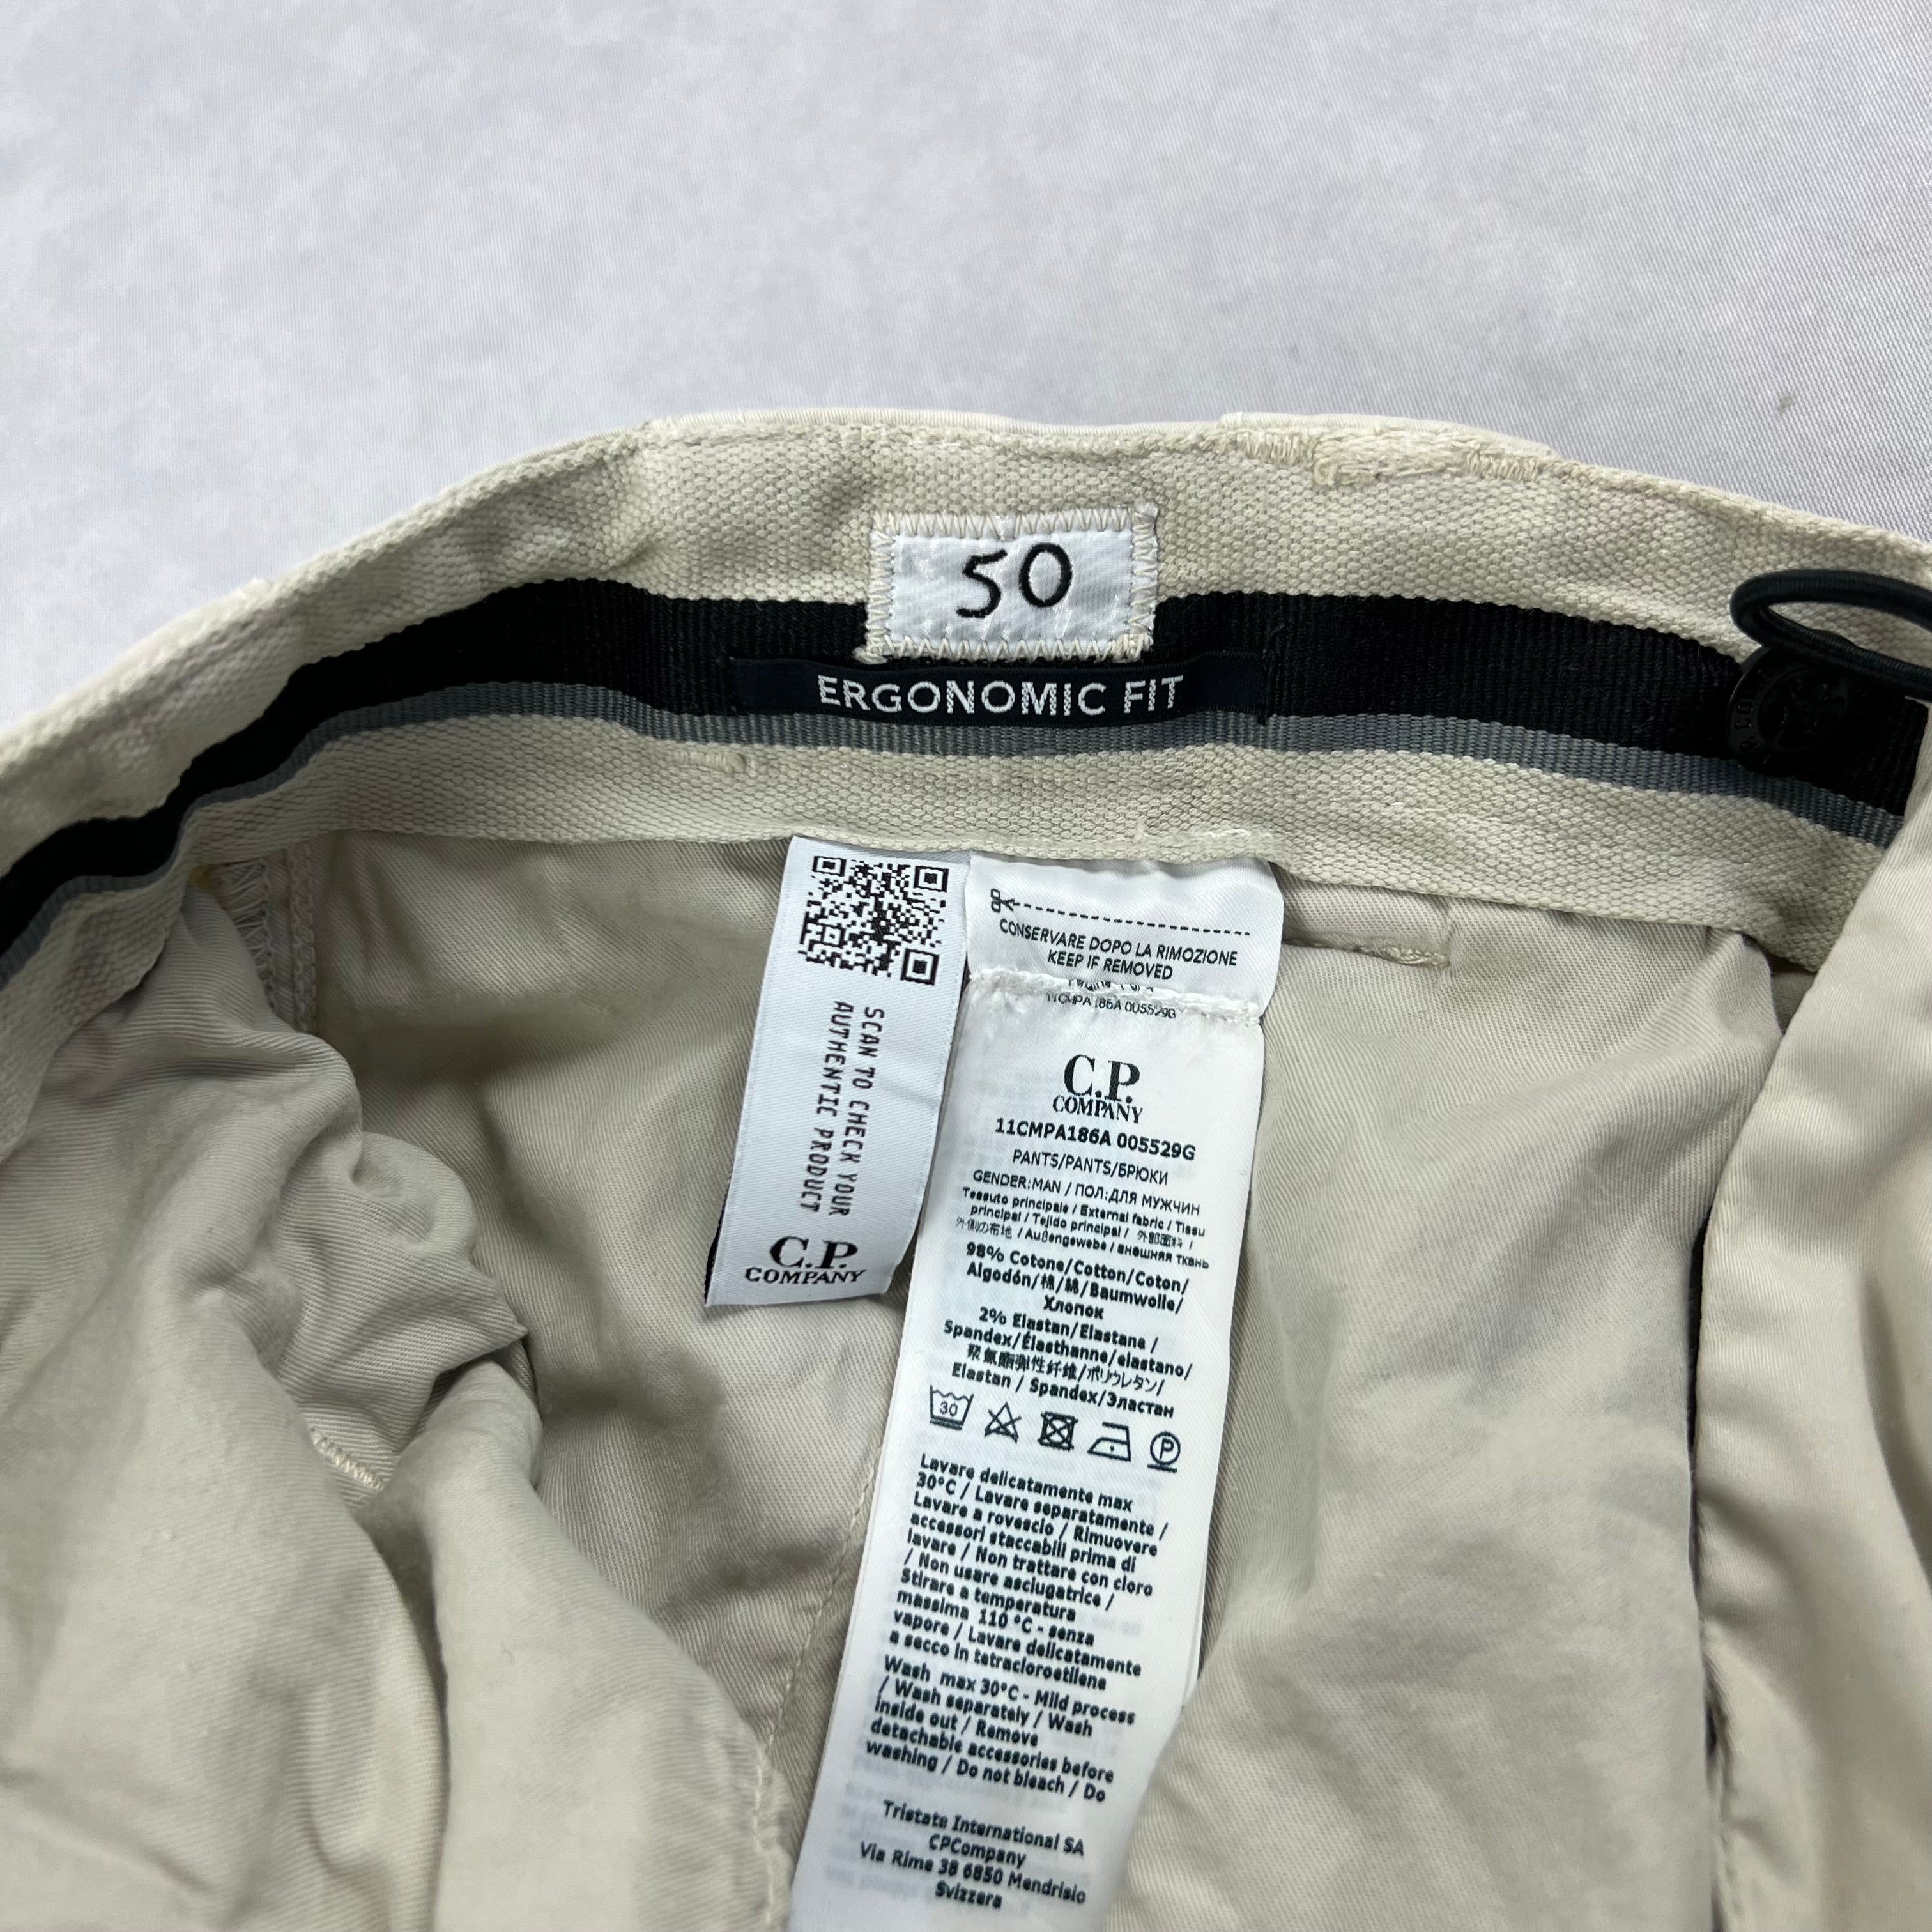 50
ERGONOMIC FIT
SCAN TO CHECK YOUR
AUTHENTIC PRODUCT
C.P.
COMPANY
CONSERVARE DOPO LA RIMOZIONE
KEEP IF REMOVED
11CMPA186A 005529G
C.P.
COMPANY
11CMPA186A 005529G
PANTS/PANTS/БРЮКИ
GENDER:MAN / ПОЛ:ДЛЯ МУЖЧИН
Tessuto principale / External fabric / Tissu
principal / Tejido principal / 外部面料 /
外側の布地 / Außengewebe / внешняя ткань
98% Cotone/Cotton/Coton/
Algodón/棉/綿/Baumwolle/
Хлопок
2% Elastan/Elastane /
Spandex/Élasthanne/elastano/
聚氨酯弹性纤维/ポリウレタン/
Elastan / Spandex/Эластан
30
P
Lavare delicatamente max
30°C / Lavare separatamente /
Lavare a rovescio / Rimuovere
accessori staccabili prima di
lavare / Non trattare con cloro
/ Non usare asciugatrice /
Stirare a temperatura
massima 110 °C - senza
vapore / Lavare delicatamente
a secco in tetracloroetilene
Wash max 30°C - Mild process
/ Wash separately / Wash
inside out / Remove
detachable accessories before
washing / Do not bleach / Do
Tristate International SA
CPCompany
Via Rime 38 6850 Mendrisio
Svizzera